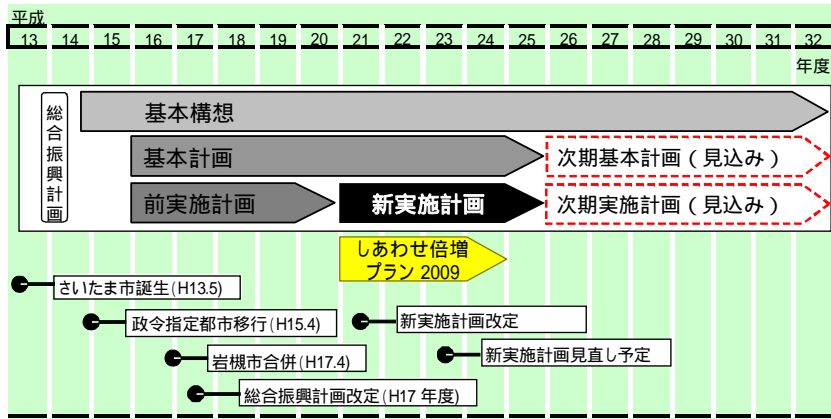 平成
13 14 15 16 17 18 19 20 21 22 23 24 25 26 27 28 29 30 31 32
年度
総合振興計画
基本構想
基本計画
次期基本計画(見込み)
前実施計画
新実施計画
次期実施計画(見込み)
しあわせ倍増
プラン 2009
さいたま市誕生(H13.5)
政令指定都市移行(H15.4)
新実施計画改定
岩槻市合併(H17.4)
新実施計画見直し予定
総合振興計画改定(H17 年度)